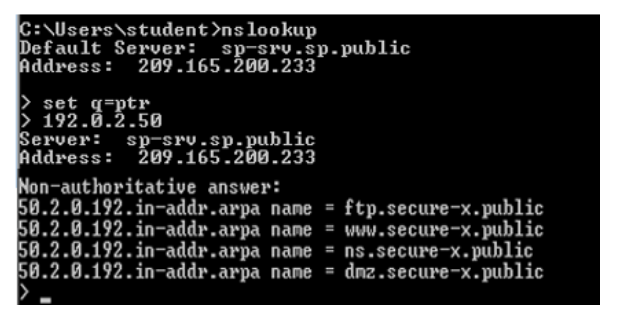 C:\Users\student>nslookup
Default Server:  sp-srv.sp.public
Address:  209.165.200.233
> set q=ptr
> 192.0.2.50
Server:  sp-srv.sp.public
Address:  209.165.200.233
Non-authoritative answer:
50.2.0.192.in-addr.arpa name = ftp.secure-x.public
50.2.0.192.in-addr.arpa name = www.secure-x.public
50.2.0.192.in-addr.arpa name = ns.secure-x.public
50.2.0.192.in-addr.arpa name = dmz.secure-x.public
> _